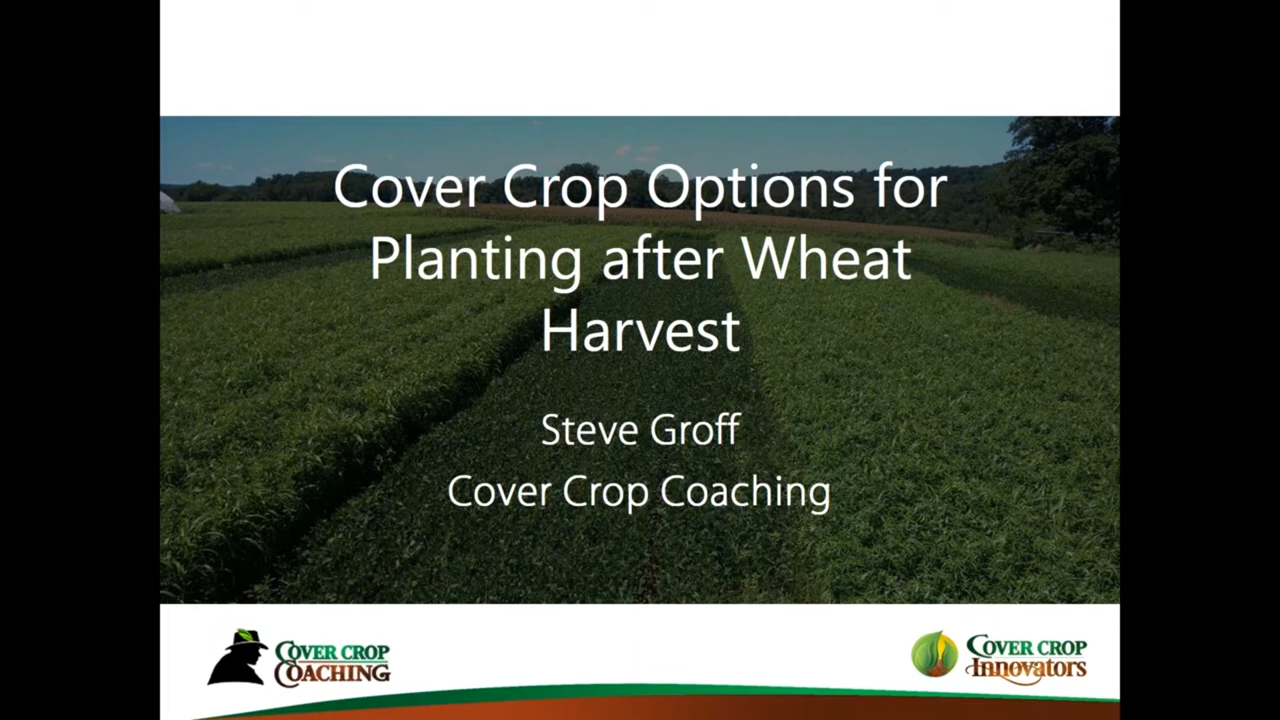 Cover Crop Options for
Planting after Wheat
Harvest
Steve Groff
Cover Crop Coaching
COVER CROP
COACHING
COVER CROP
Innovators